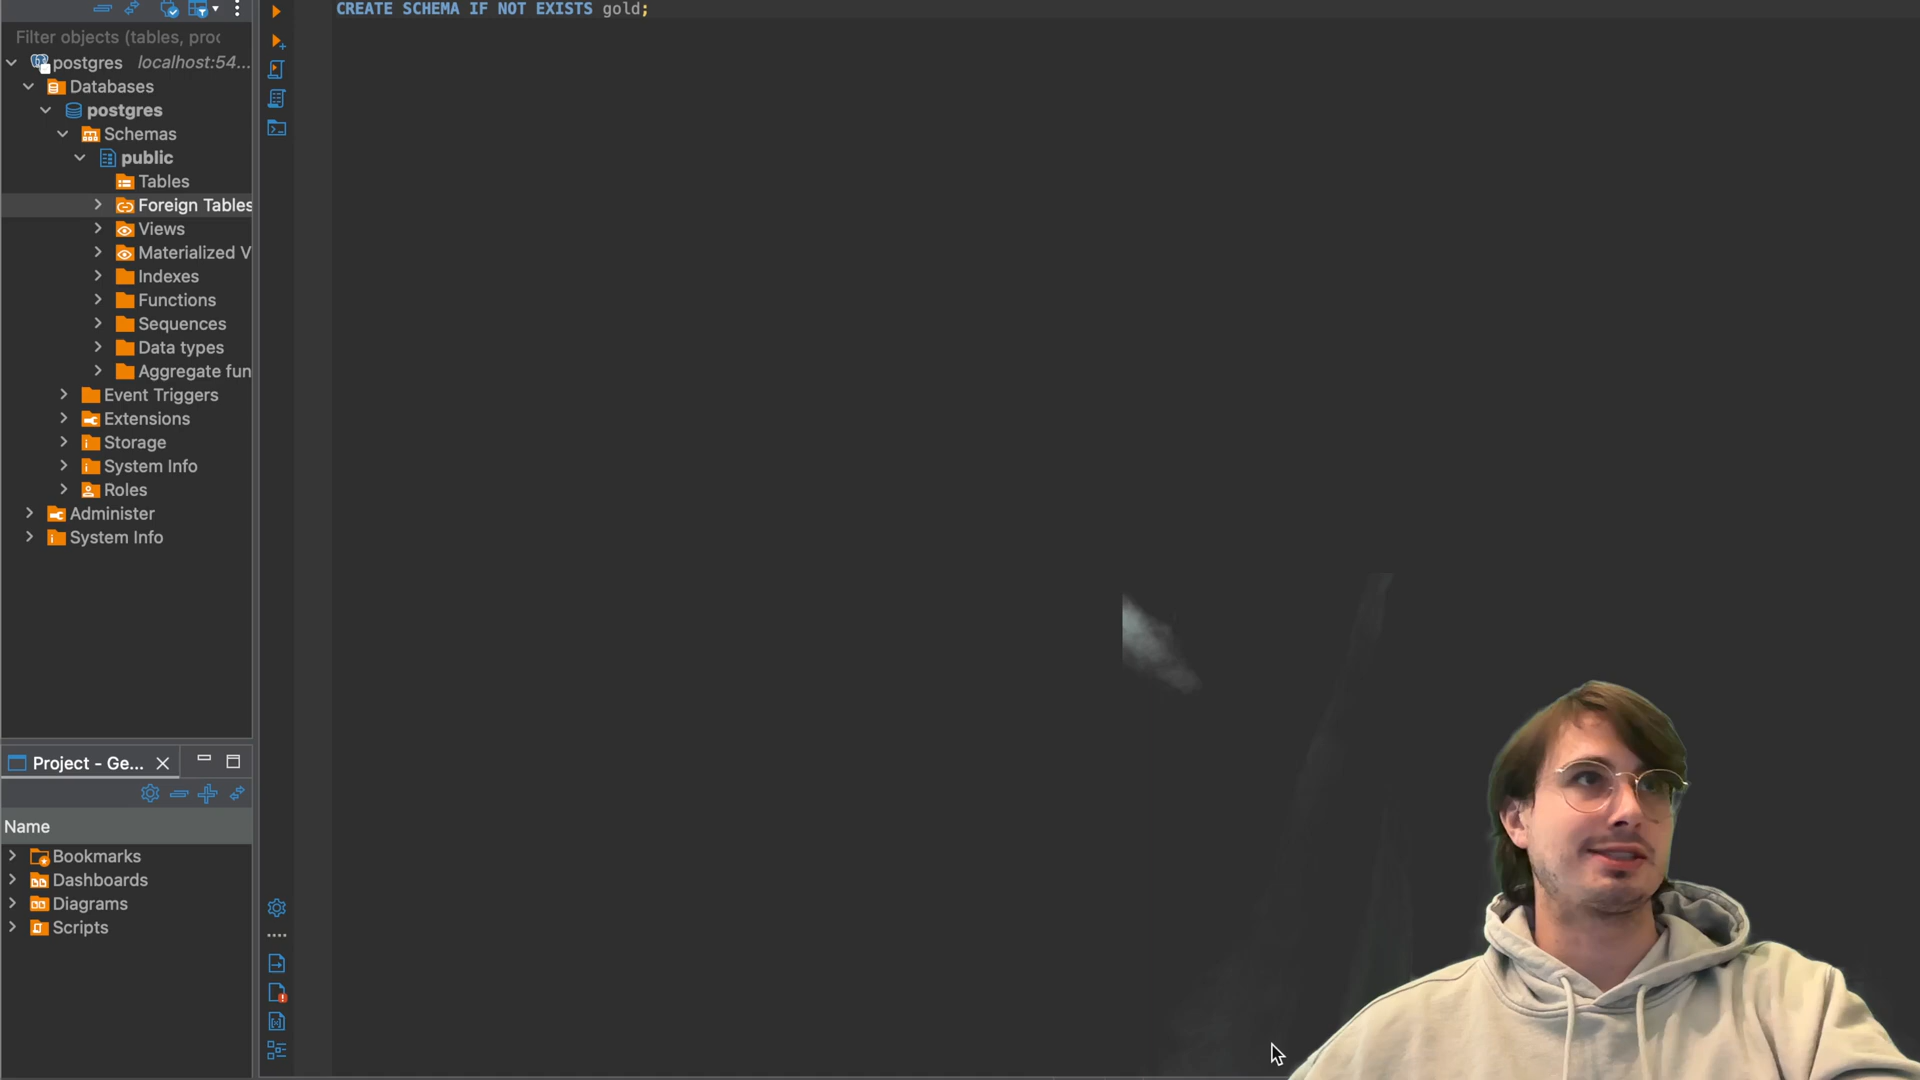 CREATE SCHEMA IF NOT EXISTS gold;
Filter objects (tables, proc
postgres localhost:54...
Databases
postgres
Schemas
public
Tables
Foreign Tables
Views
Materialized V
Indexes
Functions
Sequences
Data types
Aggregate fun
Event Triggers
Extensions
Storage
System Info
Roles
Administer
System Info
Project - Ge...
Name
Bookmarks
Dashboards
Diagrams
Scripts